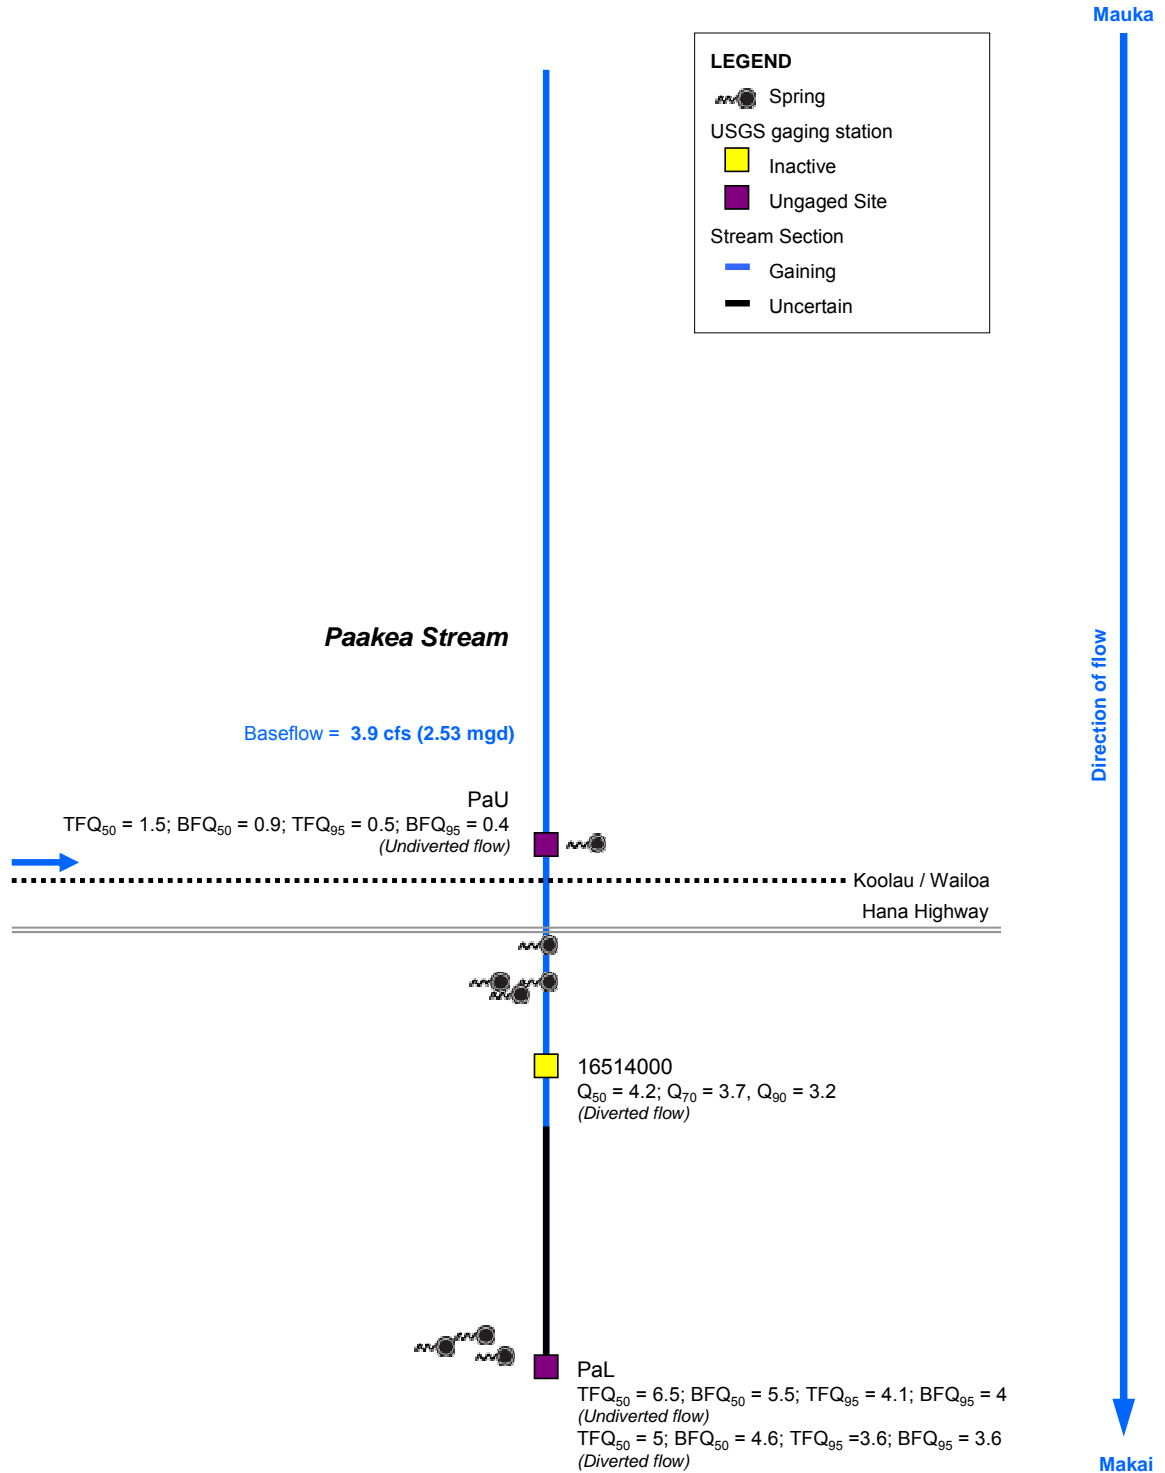 Mauka
LEGEND
Spring
USGS gaging station
Inactive
Ungaged Site
Stream Section
Gaining
Uncertain
Paakea Stream
Direction of flow
Baseflow = 3.9 cfs (2.53 mgd)
PaU
TFQ50 = 1.5; BFQ50 = 0.9; TFQ95 = 0.5; BFQ95 = 0.4
(Undiverted flow)
Koolau / Wailoa
Hana Highway
16514000
Q50 = 4.2; Q70 = 3.7, Q90 = 3.2
(Diverted flow)
PaL
TFQ50 = 6.5; BFQ50 = 5.5; TFQ95 = 4.1; BFQ95 = 4
(Undiverted flow)
TFQ50 = 5; BFQ50 = 4.6; TFQ95 =3.6; BFQ95 = 3.6
(Diverted flow)
Makai